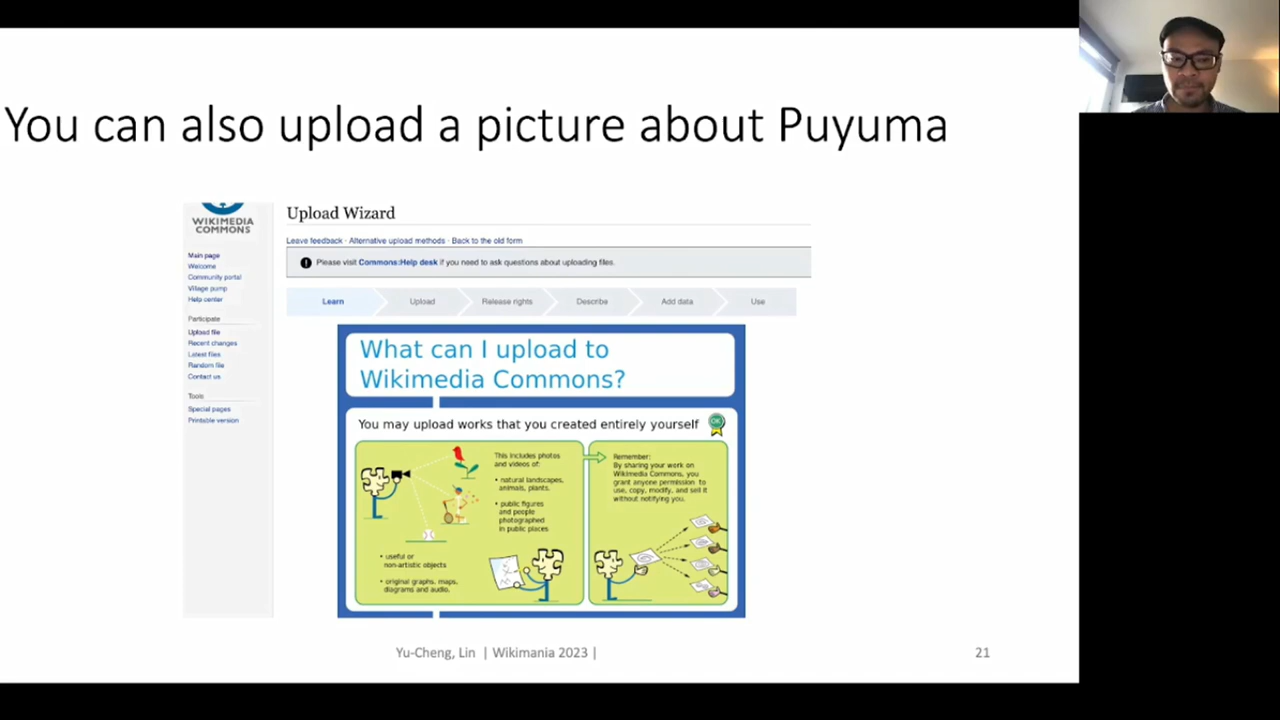 You can also upload a picture about Puyuma
WIKIMEDIA
COMMONS
Main page
Welcome
Community portal
Village pump
Help center
Participate
Upload file
Recent changes
Latest files
Random file
Contact us
Tools
Special pages
Printable version
Upload Wizard
Leave feedback · Alternative upload methods · Back to the old form
Please visit Commons:Help desk if you need to ask questions about uploading files.
Learn Upload Release rights Describe Add data Use
What can I upload to
Wikimedia Commons?
You may upload works that you created entirely yourself
OK
This includes photos
and videos of:
• natural landscapes,
animals, plants.
• public figures
and people
photographed
in public places.
• useful or
non-artistic objects
• original graphs, maps,
diagrams and audio.
Remember:
By sharing your work on
Wikimedia Commons, you
grant anyone permission to
use, copy, modify, and sell it
without notifying you.
Yu-Cheng, Lin | Wikimania 2023 |
21